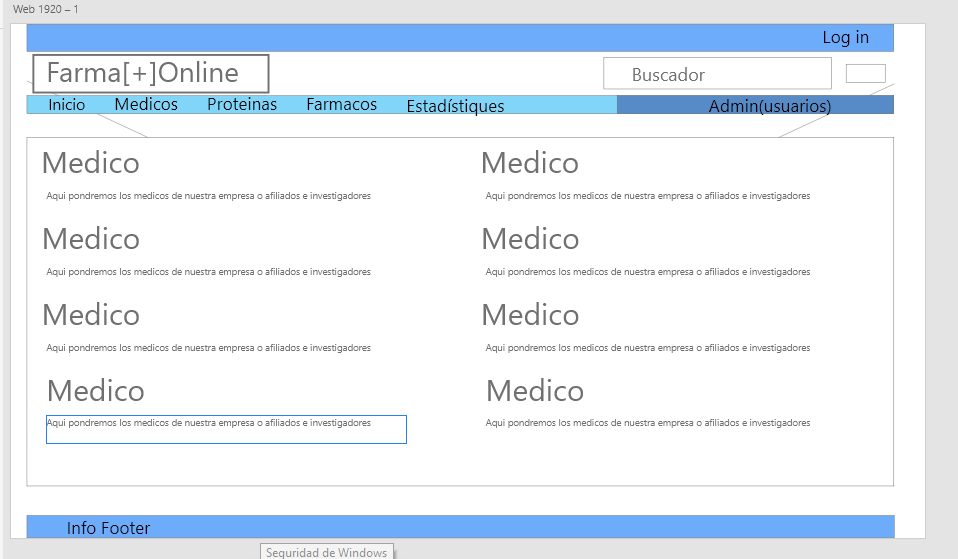 Web 1920 – 1
Log in
Farma[+]Online
Buscador
Inicio Medicos Proteinas Farmacos Estadístiques Admin(usuarios)
Medico Medico
Aqui pondremos los medicos de nuestra empresa o afiliados e investigadores Aqui pondremos los medicos de nuestra empresa o afiliados e investigadores
Medico Medico
Aqui pondremos los medicos de nuestra empresa o afiliados e investigadores Aqui pondremos los medicos de nuestra empresa o afiliados e investigadores
Medico Medico
Aqui pondremos los medicos de nuestra empresa o afiliados e investigadores Aqui pondremos los medicos de nuestra empresa o afiliados e investigadores
Medico Medico
Aqui pondremos los medicos de nuestra empresa o afiliados e investigadores Aqui pondremos los medicos de nuestra empresa o afiliados e investigadores
Info Footer
Seguridad de Windows